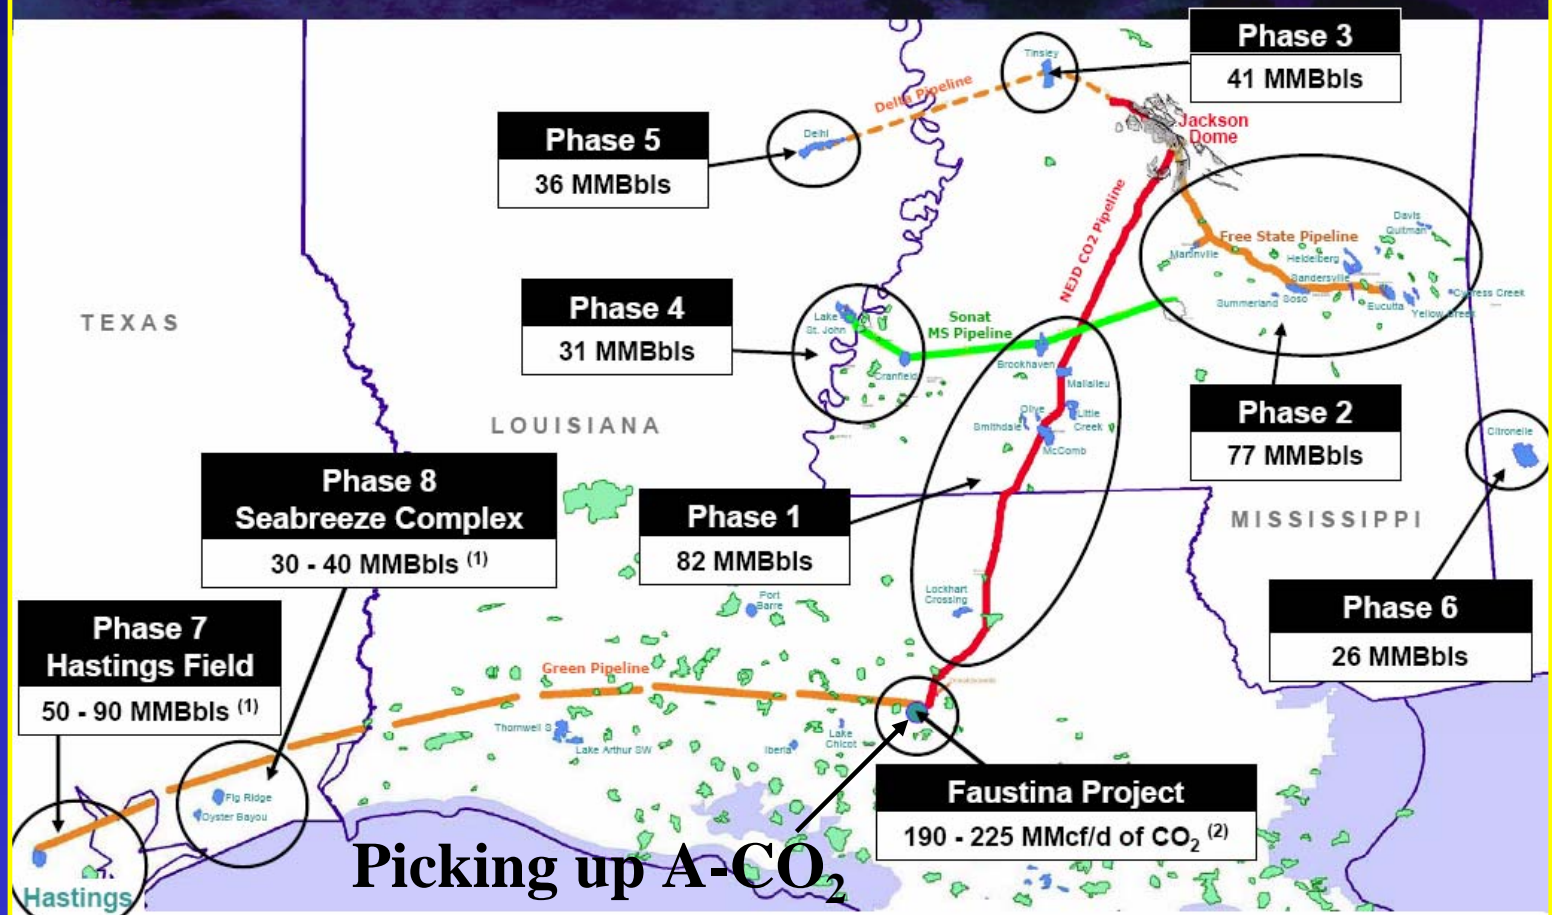 Phase 3
41 MMBbls
Tinsley
Delta Pipeline
Phase 5
36 MMBbls
Delhi
Jackson
Dome
NEJD CO2 Pipeline
Free State Pipeline
Davis
Quitman
Martinville
Heidelberg
Sandersville
Summerland
Soso
Eucutta
Cypress Creek
Yellow Creek
Phase 4
31 MMBbls
Lake
St. John
Cranfield
Sonat
MS Pipeline
Brookhaven
Mallalieu
Olive
Little
Creek
Smithdale
McComb
Phase 2
77 MMBbls
Citronelle
TEXAS
LOUISIANA
MISSISSIPPI
Phase 8
Seabreeze Complex
30 - 40 MMBbls (1)
Phase 1
82 MMBbls
Lockhart
Crossing
Port
Barre
Phase 6
26 MMBbls
Phase 7
Hastings Field
50 - 90 MMBbls (1)
Green Pipeline
Thornwell S
Lake Arthur SW
Iberia
Lake
Chicot
Fig Ridge
Oyster Bayou
Faustina Project
190 - 225 MMcf/d of CO2 (2)
Picking up A-CO2
Hastings